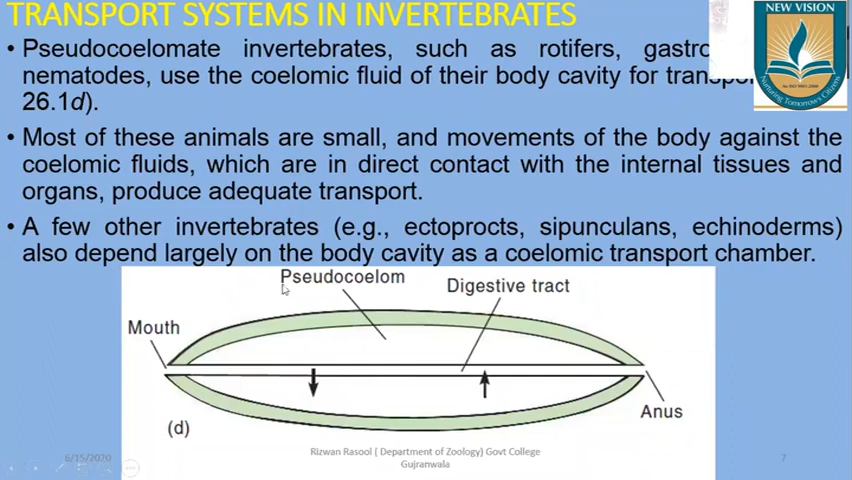 TRANSPORT SYSTEMS IN INVERTEBRATES
• Pseudocoelomate invertebrates, such as rotifers,
nematodes, use the coelomic fluid of their body cavity for
26.1d).
• Most of these animals are small, and movements of the body against the
coelomic fluids, which are in direct contact with the internal tissues and
organs, produce adequate transport.
• A few other invertebrates (e.g., ectoprocts, sipunculans, echinoderms)
also depend largely on the body cavity as a coelomic transport chamber.
Pseudocoelom
Digestive tract
Mouth
Anus
(d)
6/15/2020
Rizwan Rasool ( Department of Zoology) Govt College
Gujranwala
7
NEW VISION
Nurturing Tomorrow's Citizens